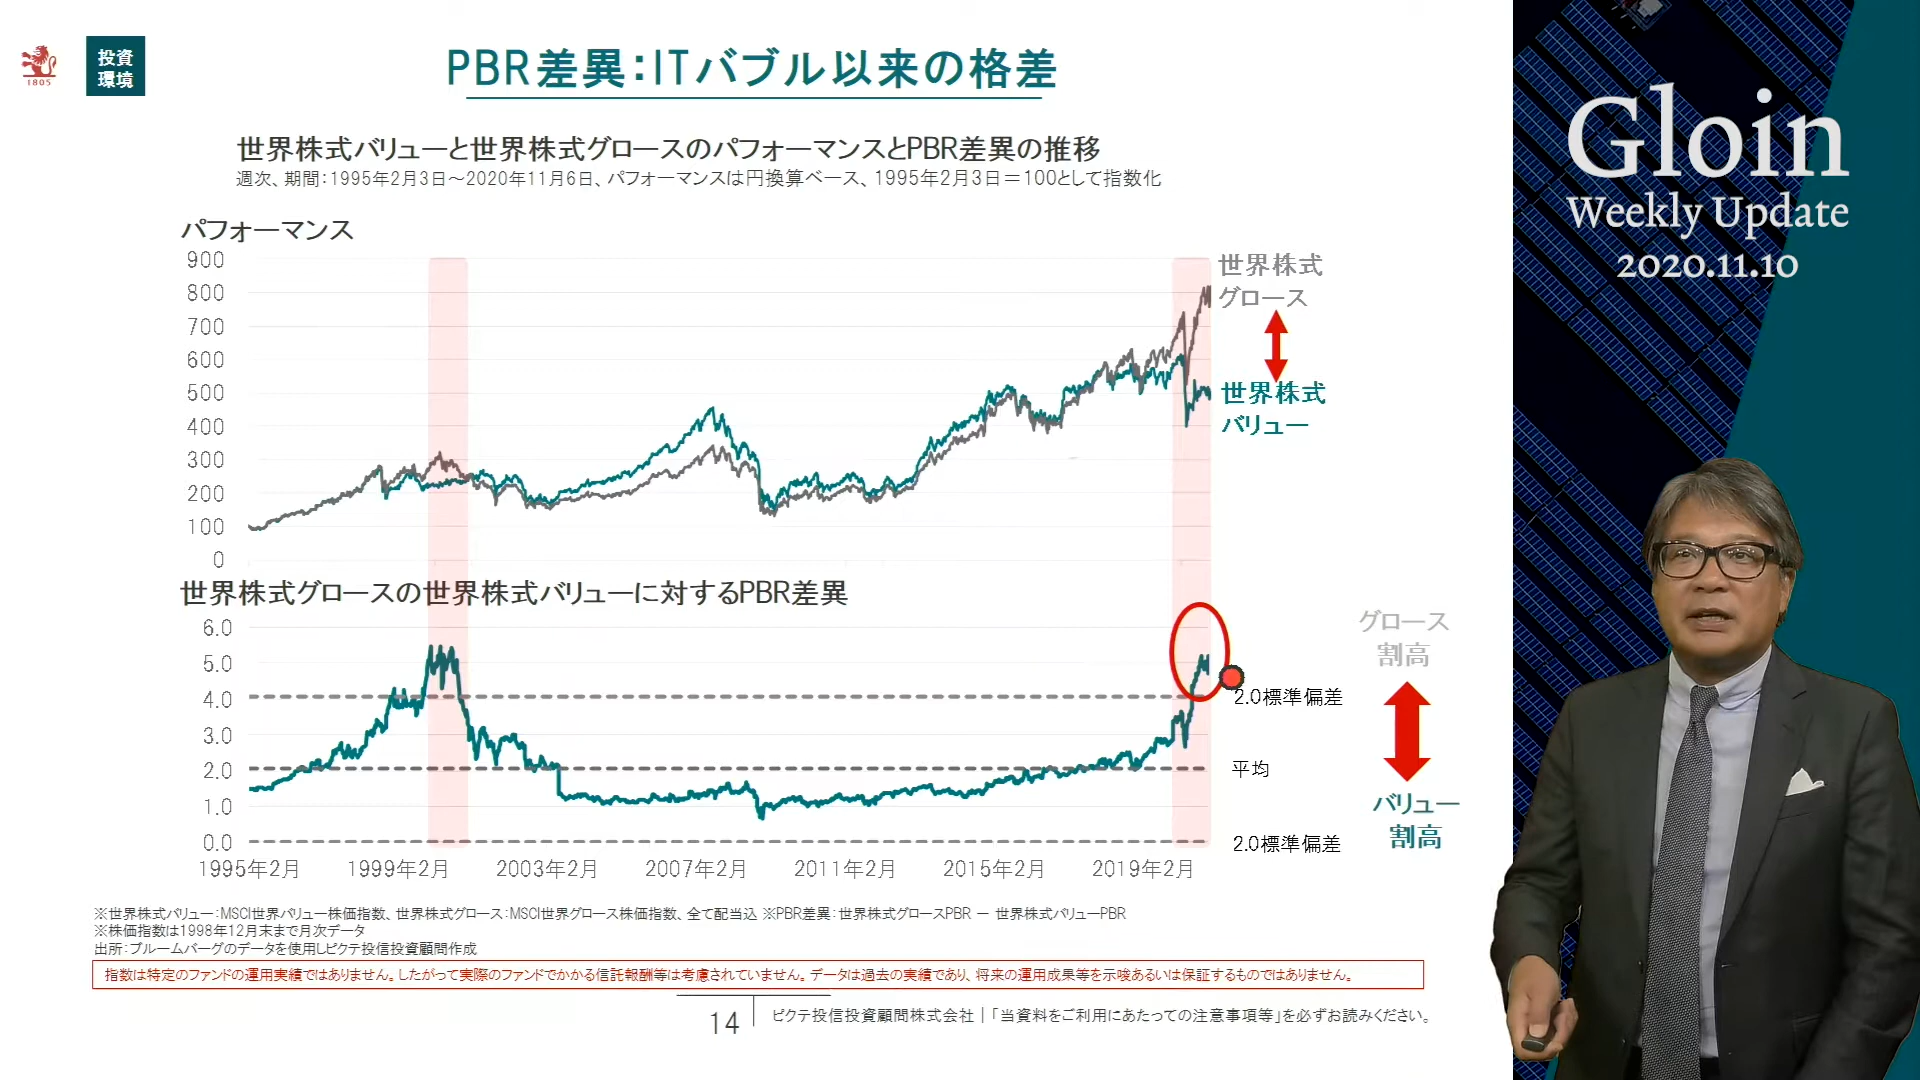 1805
投資
環境
PBR差異：ITバブル以来の格差
世界株式バリューと世界株式グロースのパフォーマンスとPBR差異の推移
週次、期間：1995年2月3日～2020年11月6日、パフォーマンスは円換算ベース、1995年2月3日＝100として指数化
パフォーマンス
900
800
700
600
500
400
300
200
100
0
世界株式
グロース
世界株式
バリュー
世界株式グロースの世界株式バリューに対するPBR差異
6.0
5.0
4.0
3.0
2.0
1.0
0.0
2.0標準偏差
平均
2.0標準偏差
グロース
割高
バリュー
割高
1995年2月 1999年2月 2003年2月 2007年2月 2011年2月 2015年2月 2019年2月
※世界株式バリュー：MSCI世界バリュー株価指数、世界株式グロース：MSCI世界グロース株価指数、全て配当込 ※PBR差異：世界株式グロースPBR － 世界株式バリューPBR
※株価指数は1998年12月末まで月次データ
出所：ブルームバーグのデータを使用しピクテ投信投資顧問作成
指数は特定のファンドの運用実績ではありません。したがって実際のファンドでかかる信託報酬等は考慮されていません。データは過去の実績であり、将来の運用成果等を示唆あるいは保証するものではありません。
14
ピクテ投信投資顧問株式会社｜「当資料をご利用にあたっての注意事項等」を必ずお読みください。
Gloin
Weekly Update
2020.11.10